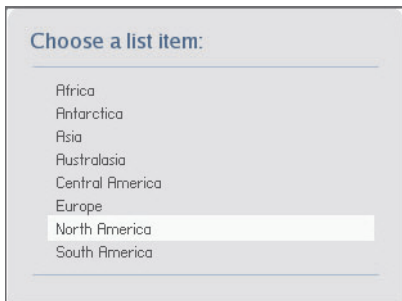 Choose a list item:
Africa
Antarctica
Asia
Australasia
Central America
Europe
North America
South America